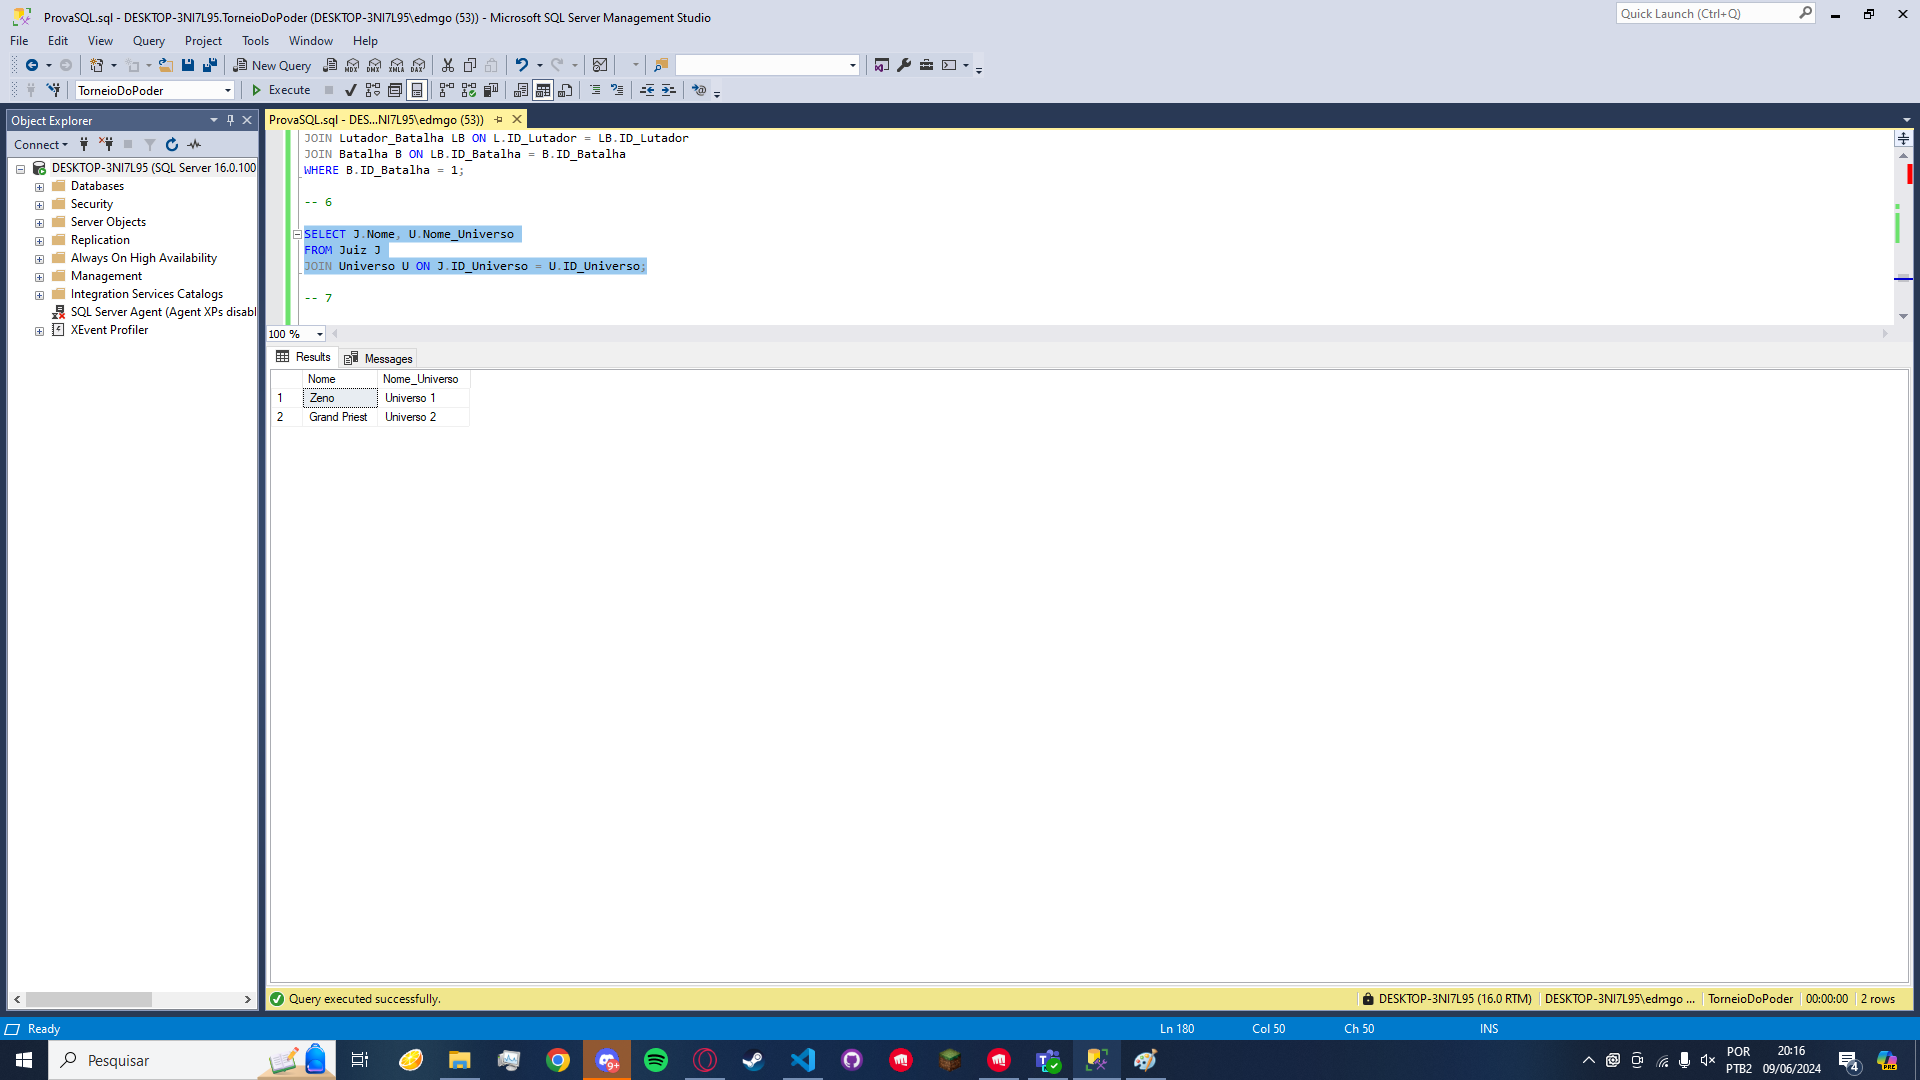 ProvaSQL.sql - DESKTOP-3NI7L95.TorneioDoPoder (DESKTOP-3NI7L95\edmgo (53)) - Microsoft SQL Server Management Studio
Quick Launch (Ctrl+Q)
File Edit View Query Project Tools Window Help
New Query MDX DMX XMLA DAX
TorneioDoPoder Execute
Object Explorer
Connect
DESKTOP-3NI7L95 (SQL Server 16.0.100
Databases
Security
Server Objects
Replication
Always On High Availability
Management
Integration Services Catalogs
SQL Server Agent (Agent XPs disabl
XEvent Profiler
ProvaSQL.sql - DES...NI7L95\edmgo (53))
JOIN Lutador_Batalha LB ON L.ID_Lutador = LB.ID_Lutador
JOIN Batalha B ON LB.ID_Batalha = B.ID_Batalha
WHERE B.ID_Batalha = 1;
-- 6
SELECT J.Nome, U.Nome_Universo
FROM Juiz J
JOIN Universo U ON J.ID_Universo = U.ID_Universo;
-- 7
100 %
Results Messages
Nome Nome_Universo
1 Zeno Universo 1
2 Grand Priest Universo 2
Query executed successfully.
DESKTOP-3NI7L95 (16.0 RTM) DESKTOP-3NI7L95\edmgo ... TorneioDoPoder 00:00:00 2 rows
Ready
Ln 180 Col 50 Ch 50 INS
Pesquisar
9+
POR
PTB2
20:16
09/06/2024
4
PRE